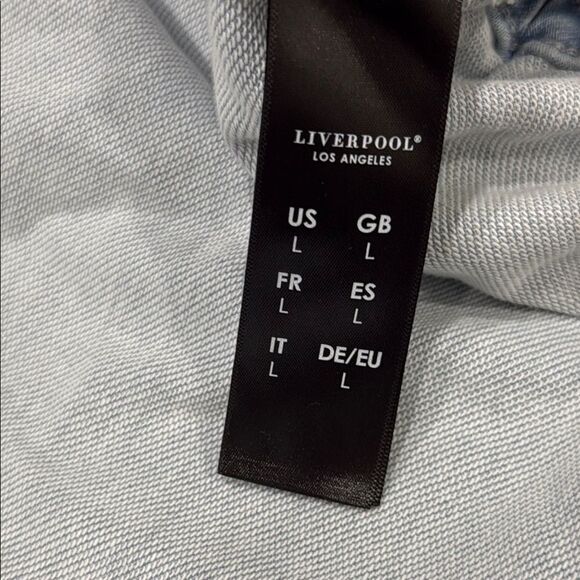 LIVERPOOL®
LOS ANGELES
US GB
L L
FR ES
L L
IT DE/EU
L L